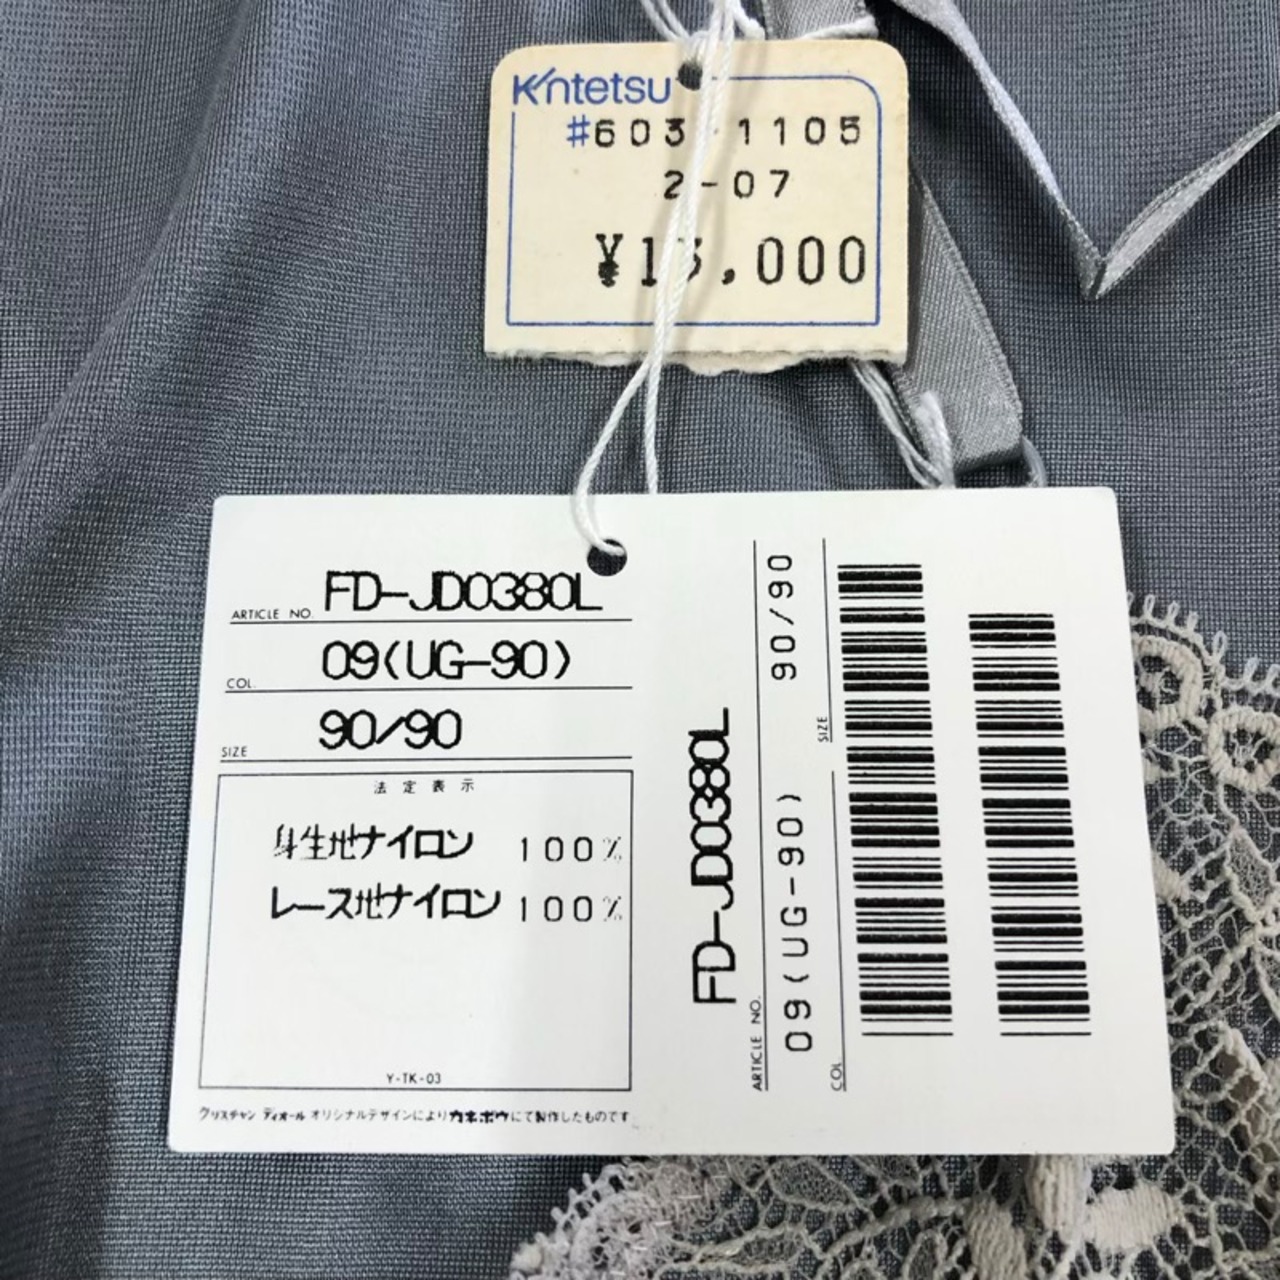 Kintetsu
#603 1105
2-07
¥13,000
ARTICLE NO. FD-JD0380L
COL. 09(UG-90)
SIZE 90/90
法定表示
身生地ナイロン 100%
レース地ナイロン 100%
Y-TK-03
クリスチャン ディオール オリジナルデザインによりカネボウにて製作したものです
ARTICLE NO. FD-JD0380L
COL. 09(UG-90)
SIZE 90/90